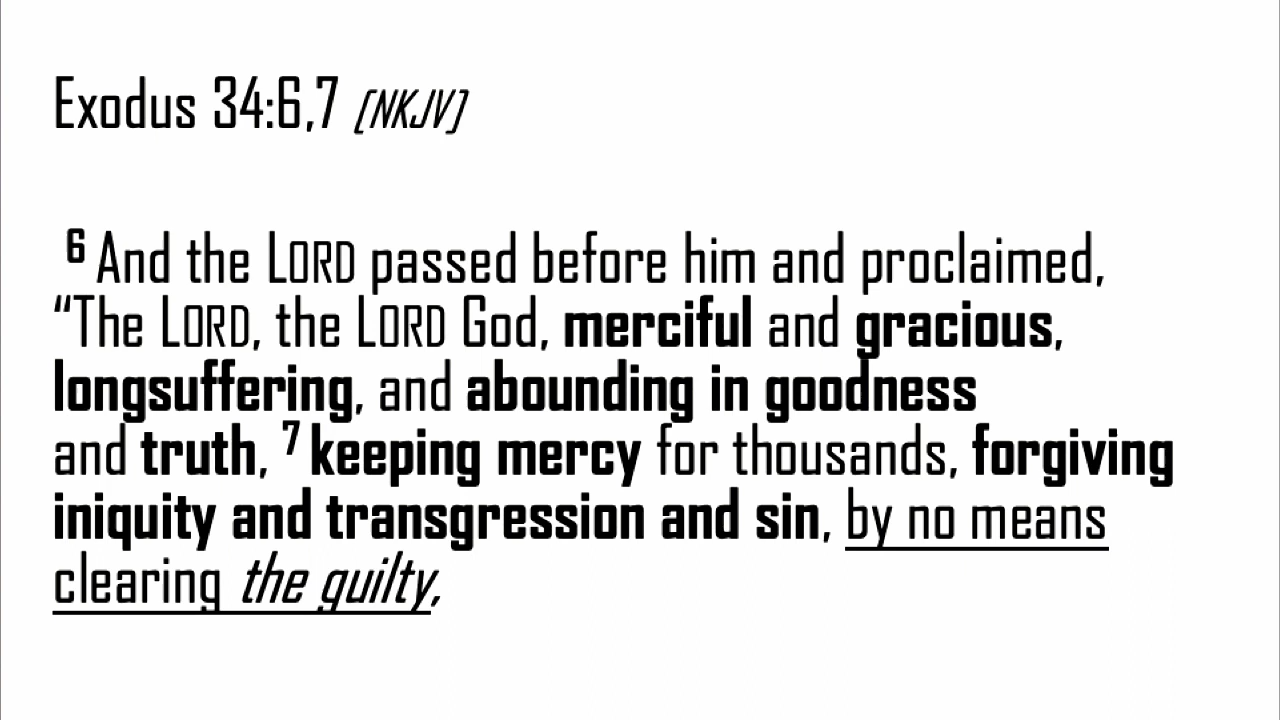 Exodus 34:6,7 [NKJV]
6 And the LORD passed before him and proclaimed,
“The LORD, the LORD God, merciful and gracious,
longsuffering, and abounding in goodness
and truth, 7 keeping mercy for thousands, forgiving
iniquity and transgression and sin, by no means
clearing the guilty,